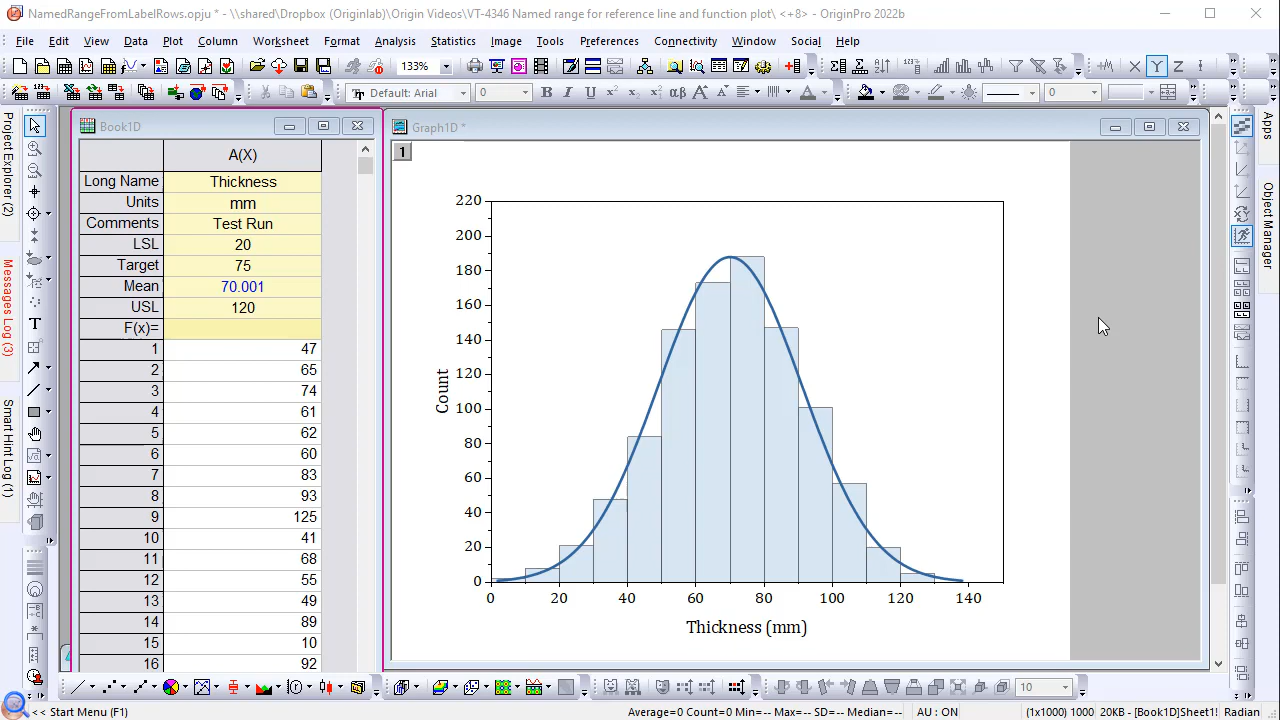 NamedRangeFromLabelRows.opju * - \\shared\Dropbox (Originlab)\Origin Videos\VT-4346 Named range for reference line and function plot\ <+8> - OriginPro 2022b
File Edit View Data Plot Column Worksheet Format Analysis Statistics Image Tools Preferences Connectivity Window Social Help
133%
Default: Arial 0 B I U 0
Book1D
Graph1D *
Project Explorer (2)
Messages Log (3)
Smart Hint Log (1)
Apps
Object Manager
A(X)
Long Name Thickness
Units mm
Comments Test Run
LSL 20
Target 75
Mean 70.001
USL 120
F(x)=
1 47
2 65
3 74
4 61
5 62
6 60
7 83
8 93
9 125
10 41
11 68
12 55
13 49
14 89
15 10
16 92
1
220
200
180
160
140
120
100
80
60
40
20
0
Count
0 20 40 60 80 100 120 140
Thickness (mm)
10
<< Start Menu (F1)
Average=0 Count=0 Min=-- Max=-- SD=-- Median=-- AU : ON (1x1000) 1000 20KB - [Book1D]Sheet1! Radian